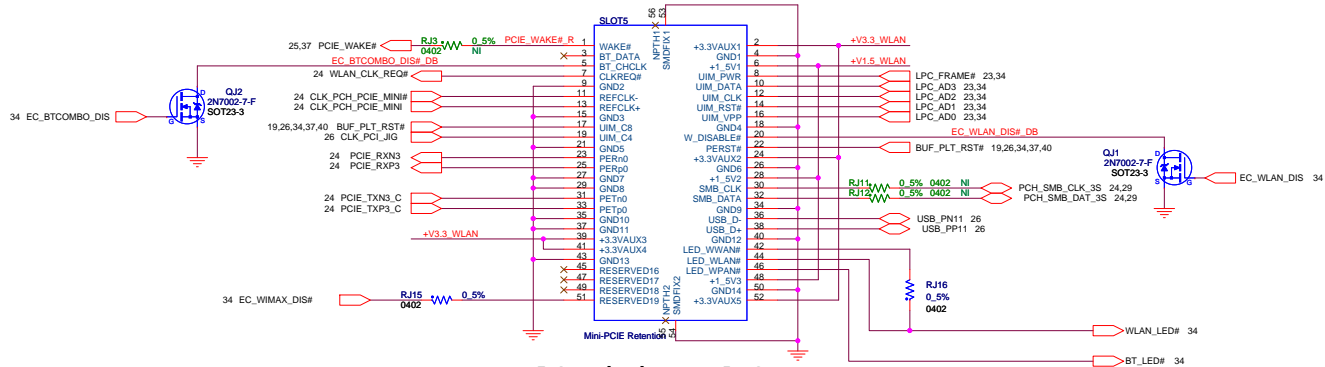 SLOT5
56
53
NPTH1
SMDFIX1
25,37 PCIE_WAKE#
RJ3 0_5%
0402 NI
PCIE_WAKE#_R
EC_BTCOMBO_DIS#_DB
24 WLAN_CLK_REQ#
QJ2
2N7002-7-F
SOT23-3
D
G
S
34 EC_BTCOMBO_DIS
24 CLK_PCH_PCIE_MINI#
24 CLK_PCH_PCIE_MINI
19,26,34,37,40 BUF_PLT_RST#
26 CLK_PCI_JIG
24 PCIE_RXN3
24 PCIE_RXP3
24 PCIE_TXN3_C
24 PCIE_TXP3_C
+V3.3_WLAN
34 EC_WIMAX_DIS#
RJ15 0_5%
0402
1 WAKE#
3 BT_DATA
5 BT_CHCLK
7 CLKREQ#
9 GND2
11 REFCLK-
13 REFCLK+
15 GND3
17 UIM_C8
19 UIM_C4
21 GND5
23 PERn0
25 PERp0
27 GND7
29 GND8
31 PETn0
33 PETp0
35 GND10
37 GND11
39 +3.3VAUX3
41 +3.3VAUX4
43 GND13
45 RESERVED16
47 RESERVED17
49 RESERVED18
51 RESERVED19
+3.3VAUX1 2
GND1 4
+1_5V1 6
UIM_PWR 8
UIM_DATA 10
UIM_CLK 12
UIM_RST# 14
UIM_VPP 16
GND4 18
W_DISABLE# 20
PERST# 22
+3.3VAUX2 24
GND6 26
+1_5V2 28
SMB_CLK 30
SMB_DATA 32
GND9 34
USB_D- 36
USB_D+ 38
GND12 40
LED_WWAN# 42
LED_WLAN# 44
LED_WPAN# 46
+1_5V3 48
GND14 50
+3.3VAUX5 52
NPTH2
SMDFIX2
55
54
Mini-PCIE Retention
+V3.3_WLAN
+V1.5_WLAN
LPC_FRAME# 23,34
LPC_AD3 23,34
LPC_AD2 23,34
LPC_AD1 23,34
LPC_AD0 23,34
EC_WLAN_DIS#_DB
BUF_PLT_RST# 19,26,34,37,40
QJ1
2N7002-7-F
SOT23-3
D
S
G
EC_WLAN_DIS 34
RJ11 0_5% 0402 NI
RJ12 0_5% 0402 NI
PCH_SMB_CLK_3S 24,29
PCH_SMB_DAT_3S 24,29
USB_PN11 26
USB_PP11 26
RJ16
0_5%
0402
WLAN_LED# 34
BT_LED# 34